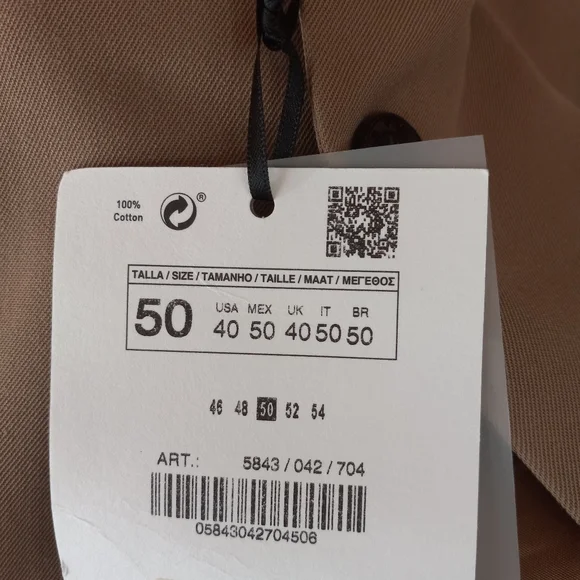 100%
Cotton
®
TALLA / SIZE / TAMANHO / TAILLE / MAAT / ΜΕΓΕΘΟΣ
50
USA MEX UK IT BR
40 50 40 50 50
46 48 50 52 54
ART.: 5843 / 042 / 704
05843042704506